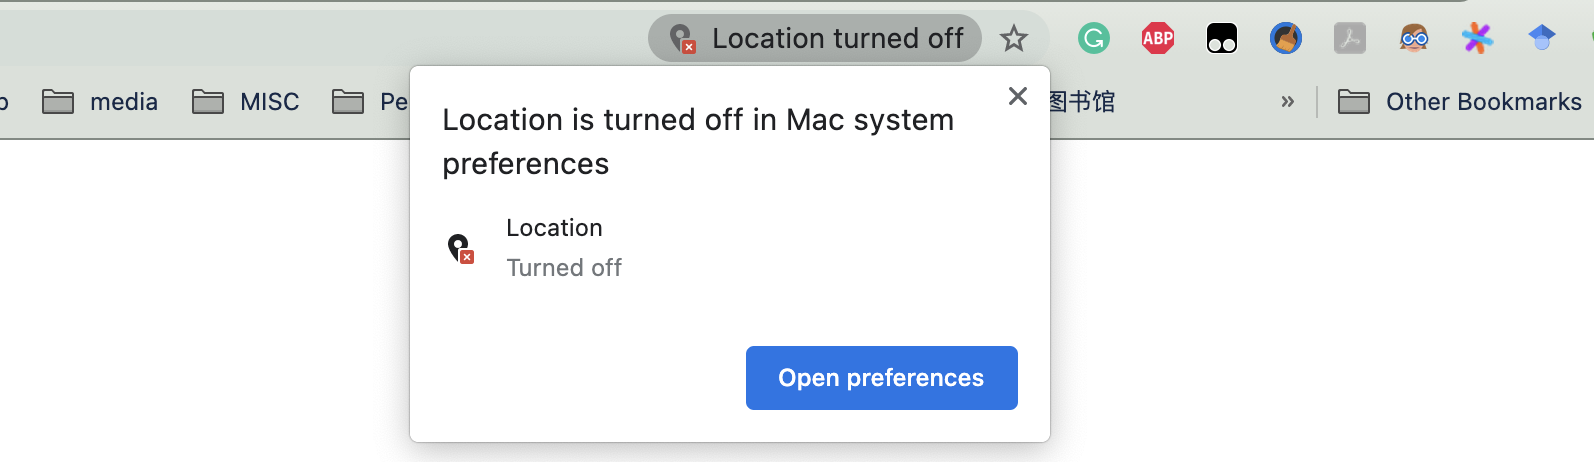 Location turned off
ABP
media
MISC
图书馆
»
Other Bookmarks
Location is turned off in Mac system
preferences
Location
Turned off
Open preferences